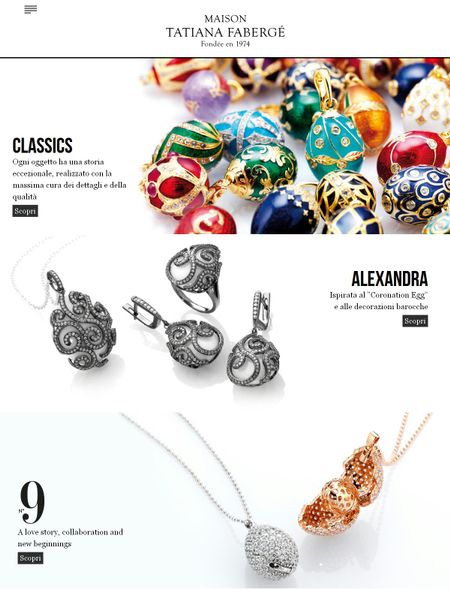 MAISON
TATIANA FABERGÉ
Fondée en 1974
CLASSICS
Ogni oggetto ha una storia
eccezionale, realizzato con la
massima cura dei dettagli e della
qualità
Scopri
ALEXANDRA
Ispirata al "Coronation Egg"
e alle decorazioni barocche
Scopri
N°9
A love story, collaboration and
new beginnings
Scopri